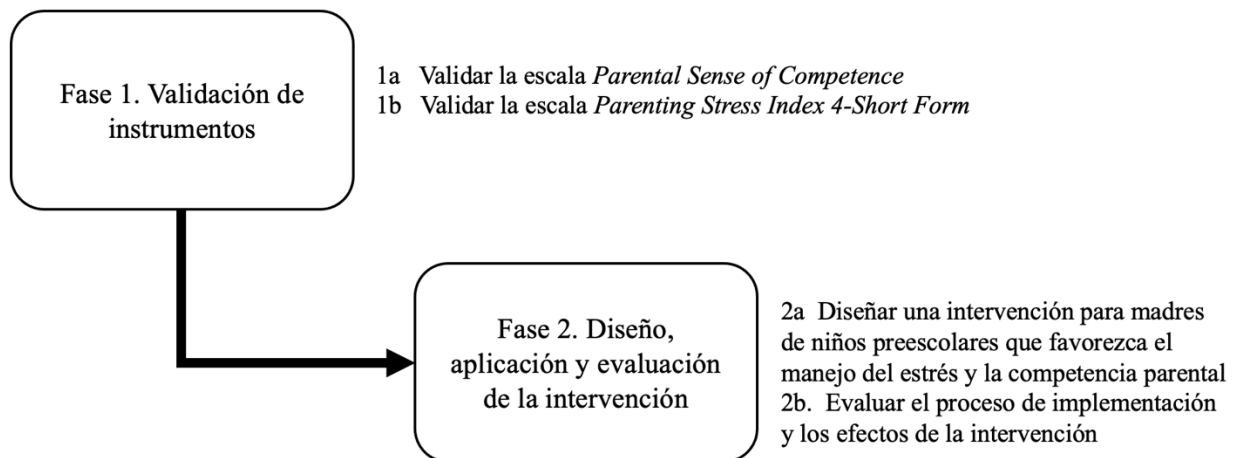 Fase 1. Validación de
instrumentos
1a Validar la escala Parental Sense of Competence
1b Validar la escala Parenting Stress Index 4-Short Form
Fase 2. Diseño,
aplicación y evaluación
de la intervención
2a Diseñar una intervención para madres
de niños preescolares que favorezca el
manejo del estrés y la competencia parental
2b. Evaluar el proceso de implementación
y los efectos de la intervención